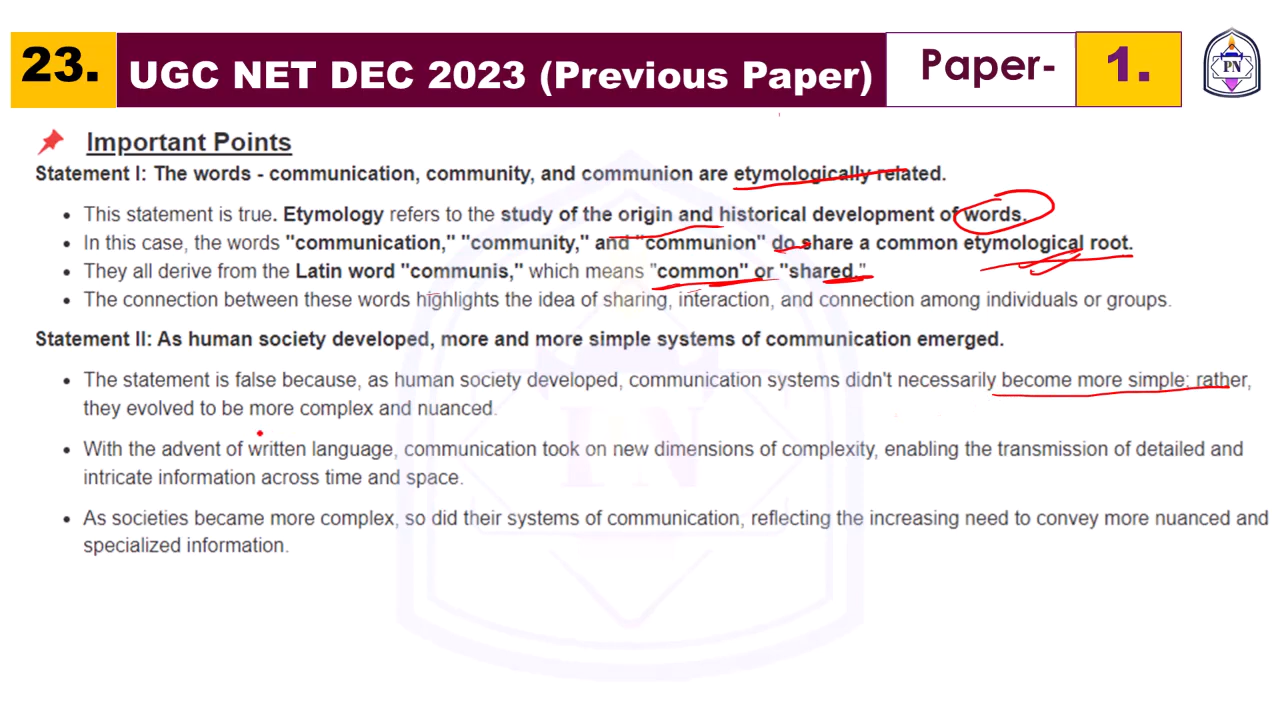 23.
UGC NET DEC 2023 (Previous Paper)
Paper-
1.
PN
Important Points
Statement I: The words - communication, community, and communion are etymologically related.
• This statement is true. Etymology refers to the study of the origin and historical development of words.
• In this case, the words "communication," "community," and "communion" do share a common etymological root.
• They all derive from the Latin word "communis," which means "common" or "shared."
• The connection between these words highlights the idea of sharing, interaction, and connection among individuals or groups.
Statement II: As human society developed, more and more simple systems of communication emerged.
• The statement is false because, as human society developed, communication systems didn't necessarily become more simple; rather,
they evolved to be more complex and nuanced.
• With the advent of written language, communication took on new dimensions of complexity, enabling the transmission of detailed and
intricate information across time and space.
• As societies became more complex, so did their systems of communication, reflecting the increasing need to convey more nuanced and
specialized information.
PN